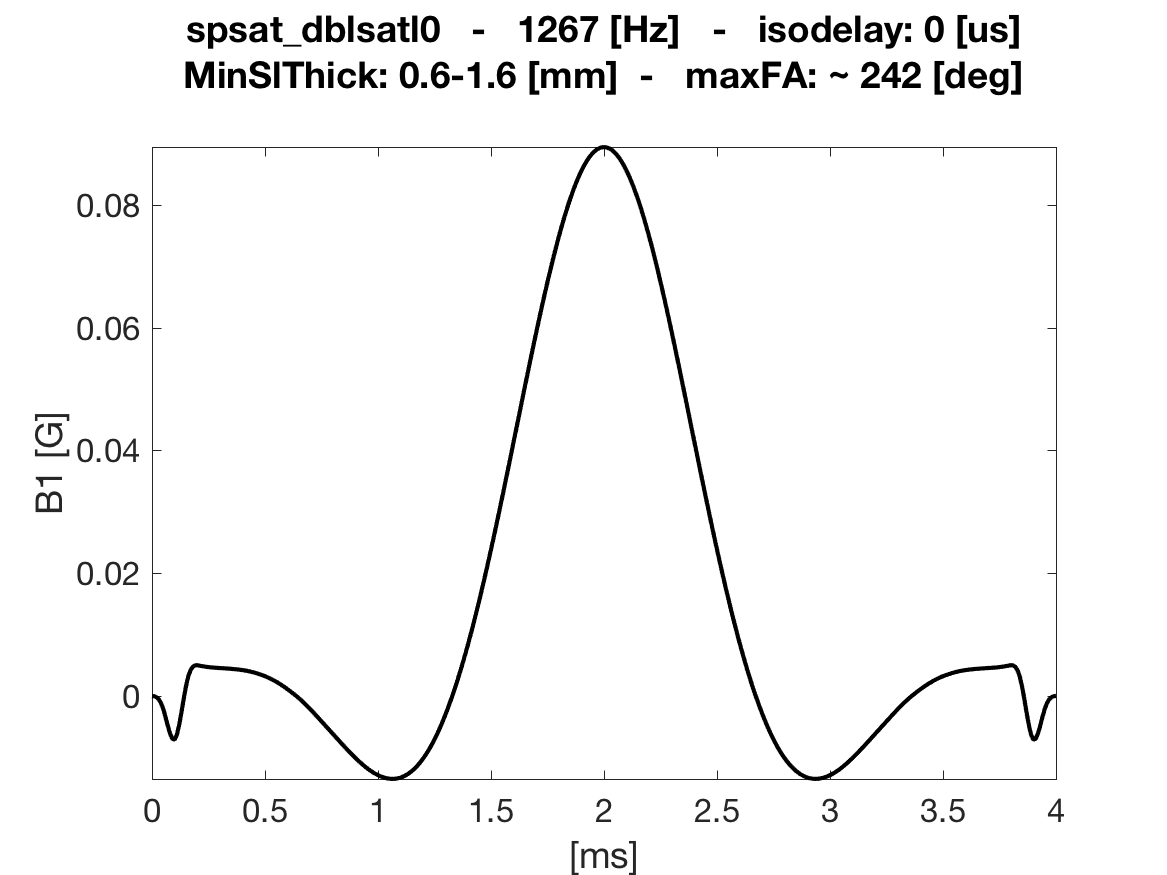 spsat_dblsatl0 - 1267 [Hz] - isodelay: 0 [us]
MinSlThick: 0.6-1.6 [mm] - maxFA: ~ 242 [deg]
0.08
0.06
0.04
0.02
0
B1 [G]
0 0.5 1 1.5 2 2.5 3 3.5 4
[ms]